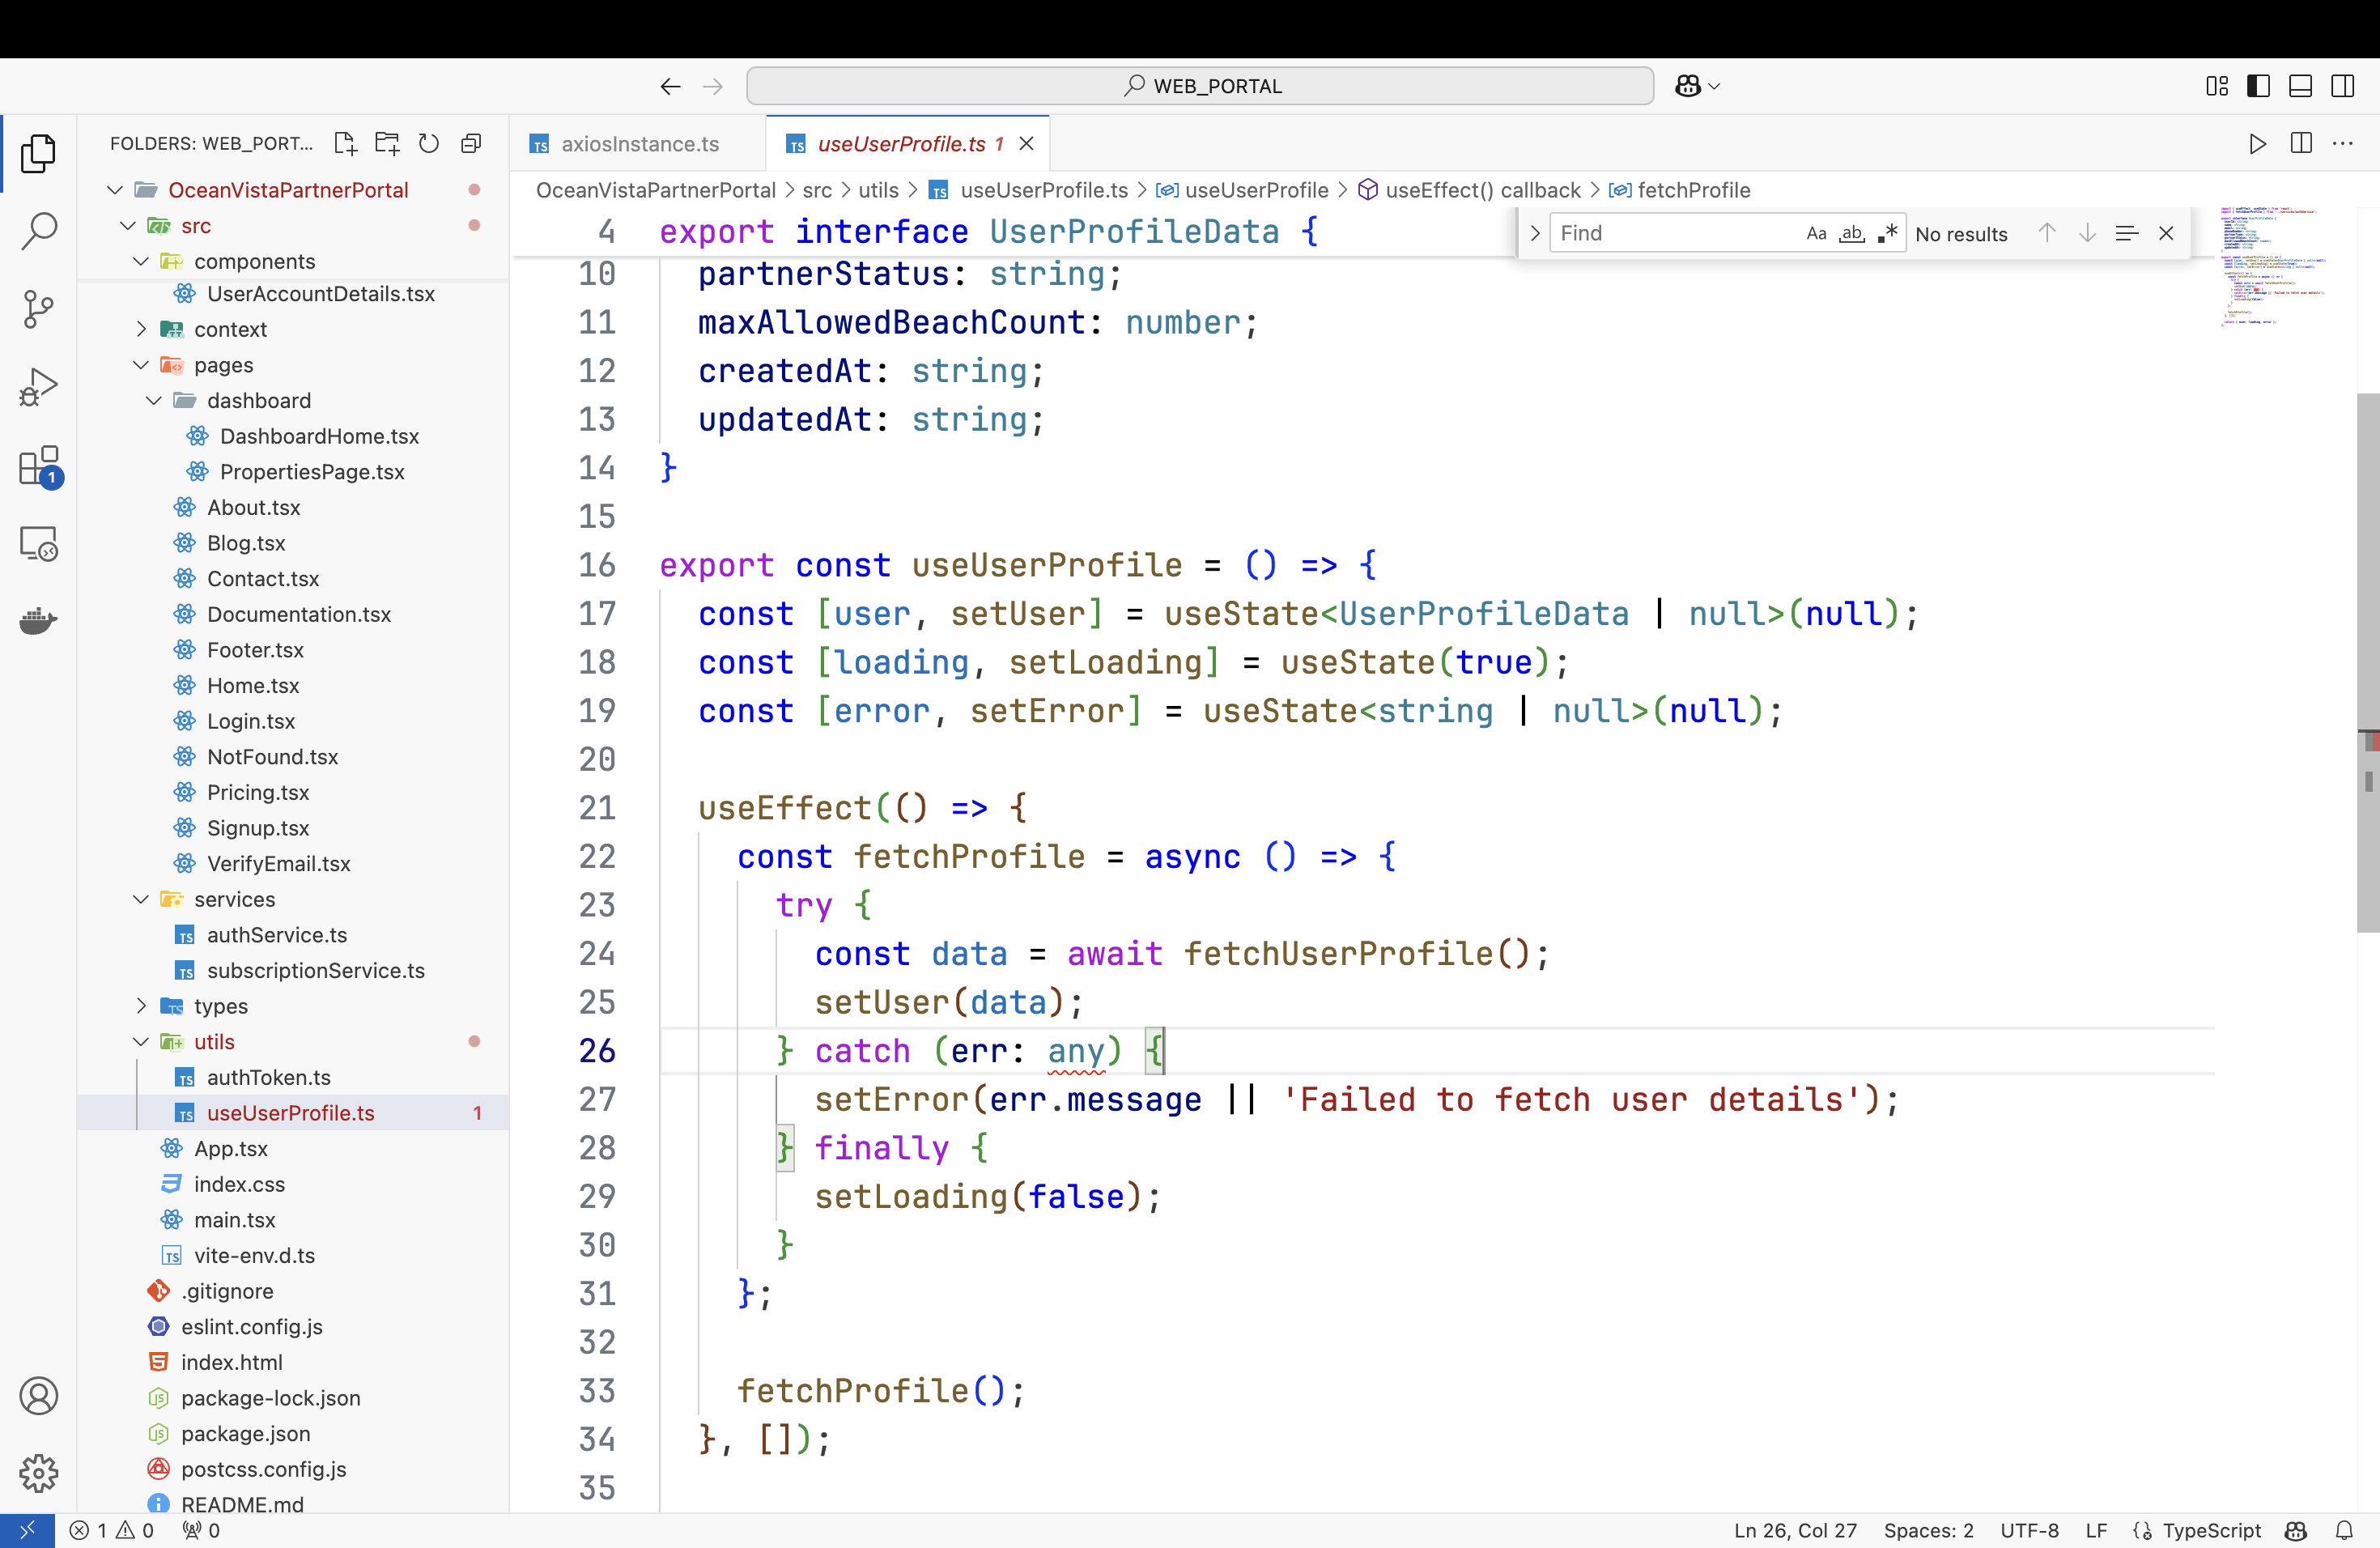 WEB_PORTAL
FOLDERS: WEB_PORT...
OceanVistaPartnerPortal
src
components
UserAccountDetails.tsx
context
pages
dashboard
DashboardHome.tsx
PropertiesPage.tsx
About.tsx
Blog.tsx
Contact.tsx
Documentation.tsx
Footer.tsx
Home.tsx
Login.tsx
NotFound.tsx
Pricing.tsx
Signup.tsx
VerifyEmail.tsx
services
authService.ts
subscriptionService.ts
types
utils
authToken.ts
useUserProfile.ts 1
App.tsx
index.css
main.tsx
vite-env.d.ts
.gitignore
eslint.config.js
index.html
package-lock.json
package.json
postcss.config.js
README.md
1
axiosInstance.ts
useUserProfile.ts 1
OceanVistaPartnerPortal > src > utils > useUserProfile.ts > useUserProfile > useEffect() callback > fetchProfile
Find Aa ab .* No results
4 export interface UserProfileData {
10 partnerStatus: string;
11 maxAllowedBeachCount: number;
12 createdAt: string;
13 updatedAt: string;
14 }
15
16 export const useUserProfile = () => {
17 const [user, setUser] = useState<UserProfileData | null>(null);
18 const [loading, setLoading] = useState(true);
19 const [error, setError] = useState<string | null>(null);
20
21 useEffect(() => {
22 const fetchProfile = async () => {
23 try {
24 const data = await fetchUserProfile();
25 setUser(data);
26 } catch (err: any) {
27 setError(err.message || 'Failed to fetch user details');
28 } finally {
29 setLoading(false);
30 }
31 };
32
33 fetchProfile();
34 }, []);
35
1 0 0
Ln 26, Col 27 Spaces: 2 UTF-8 LF TypeScript